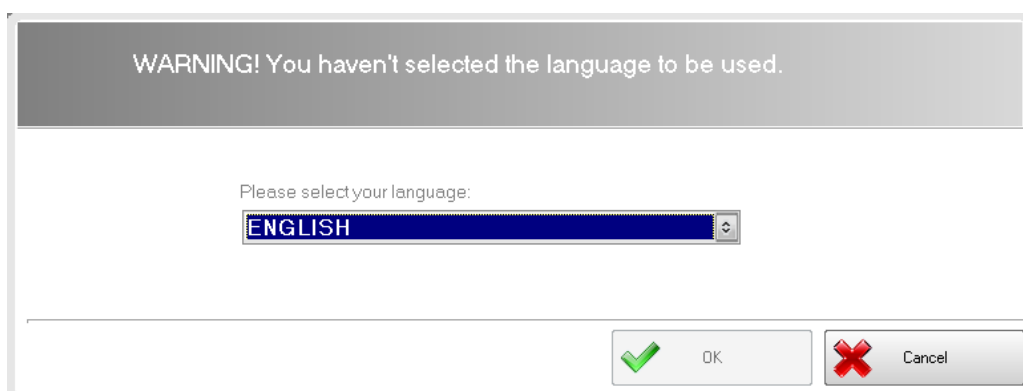 WARNING! You haven't selected the language to be used.
Please select your language:
ENGLISH
OK
Cancel